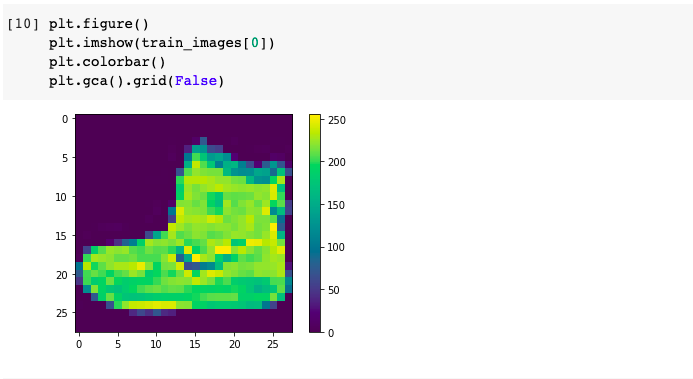 [10] plt.figure()
plt.imshow(train_images[0])
plt.colorbar()
plt.gca().grid(False)
0
5
10
15
20
25
0 5 10 15 20 25
250
200
150
100
50
0